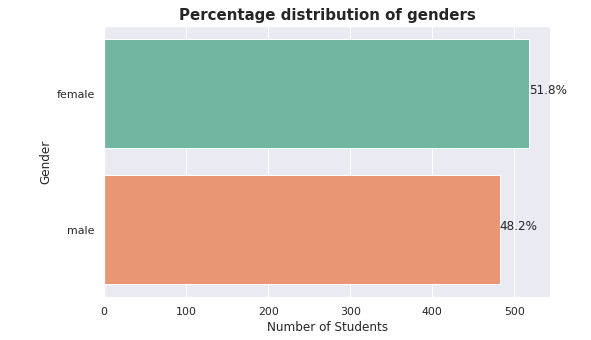 Percentage distribution of genders
female
51.8%
Gender
male
48.2%
0 100 200 300 400 500
Number of Students